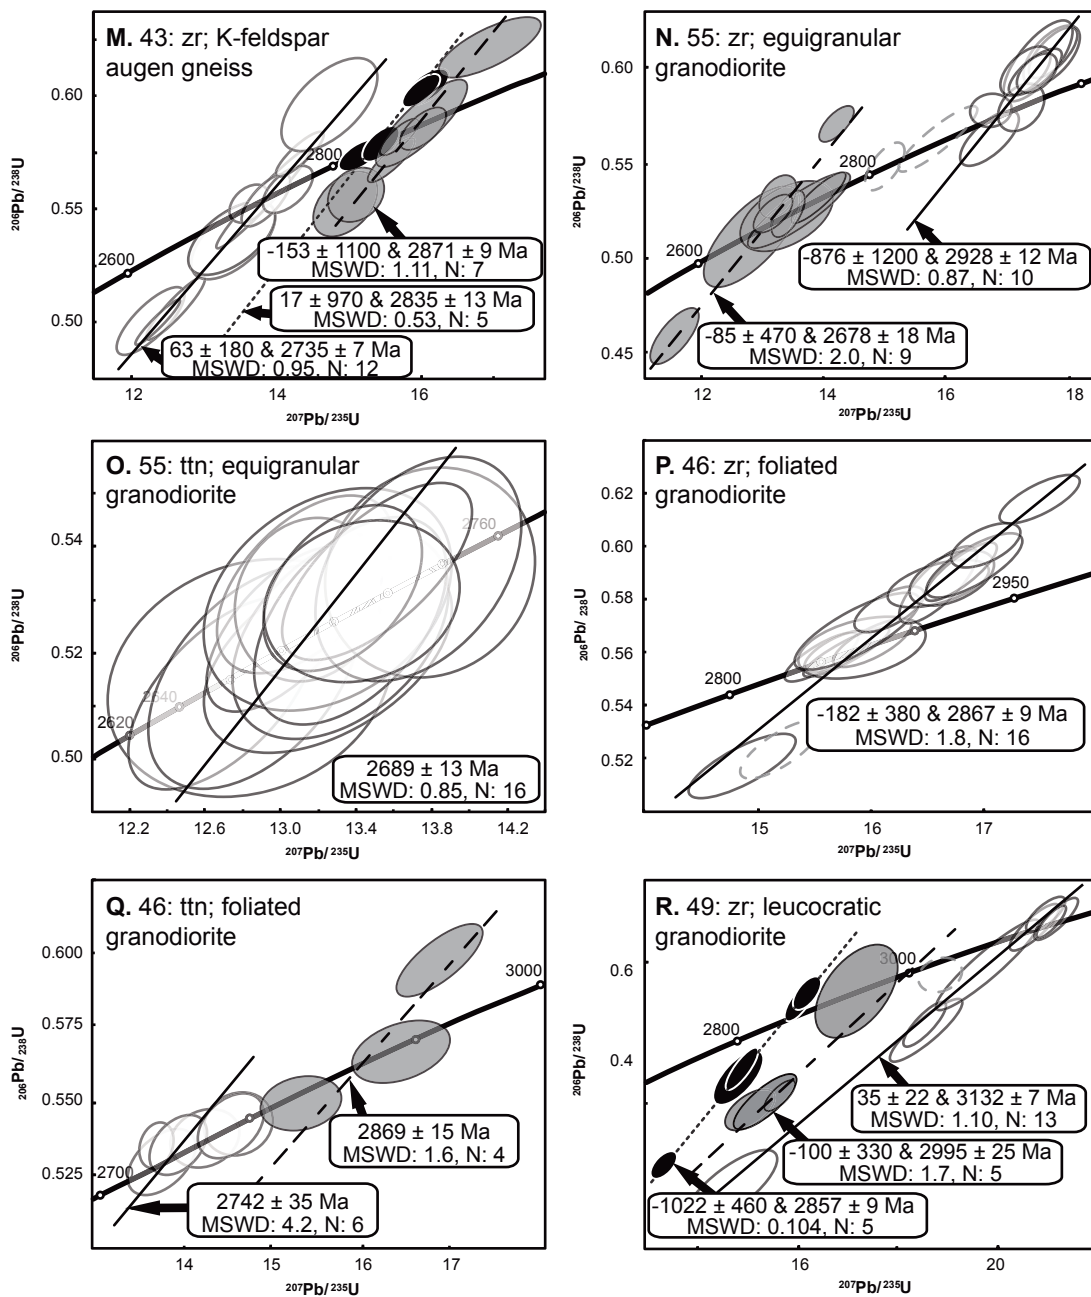 M. 43: zr; K-feldspar
augen gneiss
0.60
0.55
0.50
206Pb/238U
2600
2800
-153 ± 1100 & 2871 ± 9 Ma
MSWD: 1.11, N: 7
17 ± 970 & 2835 ± 13 Ma
MSWD: 0.53, N: 5
63 ± 180 & 2735 ± 7 Ma
MSWD: 0.95, N: 12
12
14
16
207Pb/235U
N. 55: zr; eguigranular
granodiorite
0.60
0.55
0.50
0.45
206Pb/238U
2600
2800
-876 ± 1200 & 2928 ± 12 Ma
MSWD: 0.87, N: 10
-85 ± 470 & 2678 ± 18 Ma
MSWD: 2.0, N: 9
12
14
16
18
207Pb/235U
O. 55: ttn; equigranular
granodiorite
0.54
0.52
0.50
206Pb/238U
2620
2640
2760
2689 ± 13 Ma
MSWD: 0.85, N: 16
12.2
12.6
13.0
13.4
13.8
14.2
207Pb/235U
P. 46: zr; foliated
granodiorite
0.62
0.60
0.58
0.56
0.54
0.52
206Pb/238U
2800
2950
-182 ± 380 & 2867 ± 9 Ma
MSWD: 1.8, N: 16
15
16
17
207Pb/235U
Q. 46: ttn; foliated
granodiorite
0.600
0.575
0.550
0.525
206Pb/238U
2700
3000
2869 ± 15 Ma
MSWD: 1.6, N: 4
2742 ± 35 Ma
MSWD: 4.2, N: 6
14
15
16
17
207Pb/235U
R. 49: zr; leucocratic
granodiorite
0.6
0.4
206Pb/238U
2800
3000
35 ± 22 & 3132 ± 7 Ma
MSWD: 1.10, N: 13
-100 ± 330 & 2995 ± 25 Ma
MSWD: 1.7, N: 5
-1022 ± 460 & 2857 ± 9 Ma
MSWD: 0.104, N: 5
16
20
207Pb/235U